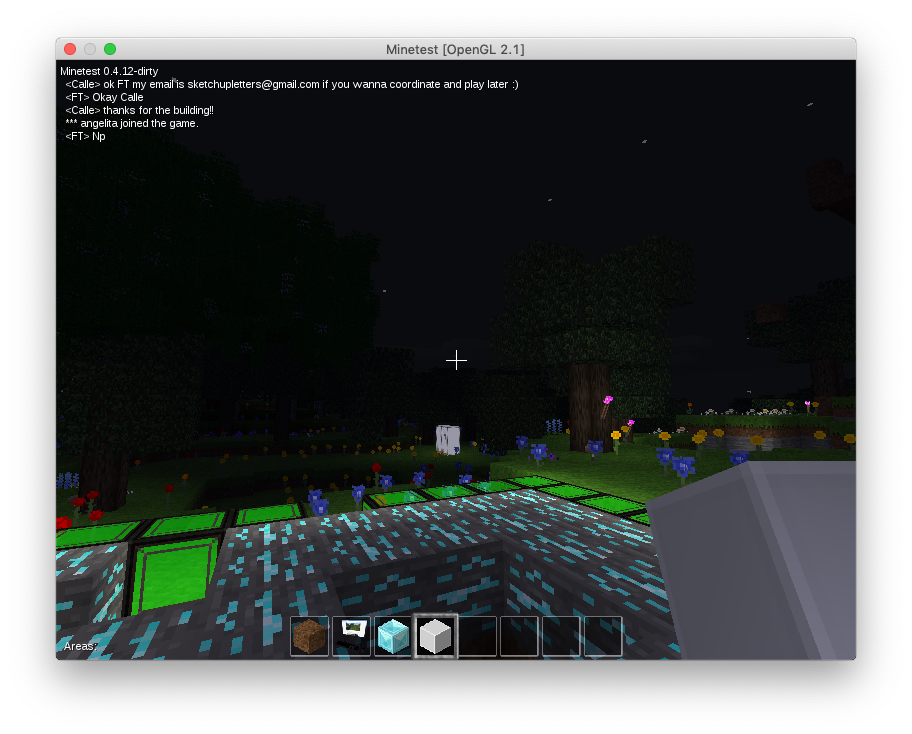 Minetest [OpenGL 2.1]
Minetest 0.4.12-dirty
<Calle> ok FT my email is sketchupletters@gmail.com if you wanna coordinate and play later :)
<FT> Okay Calle
<Calle> thanks for the building!!
*** angelita joined the game.
<FT> Np
Areas: